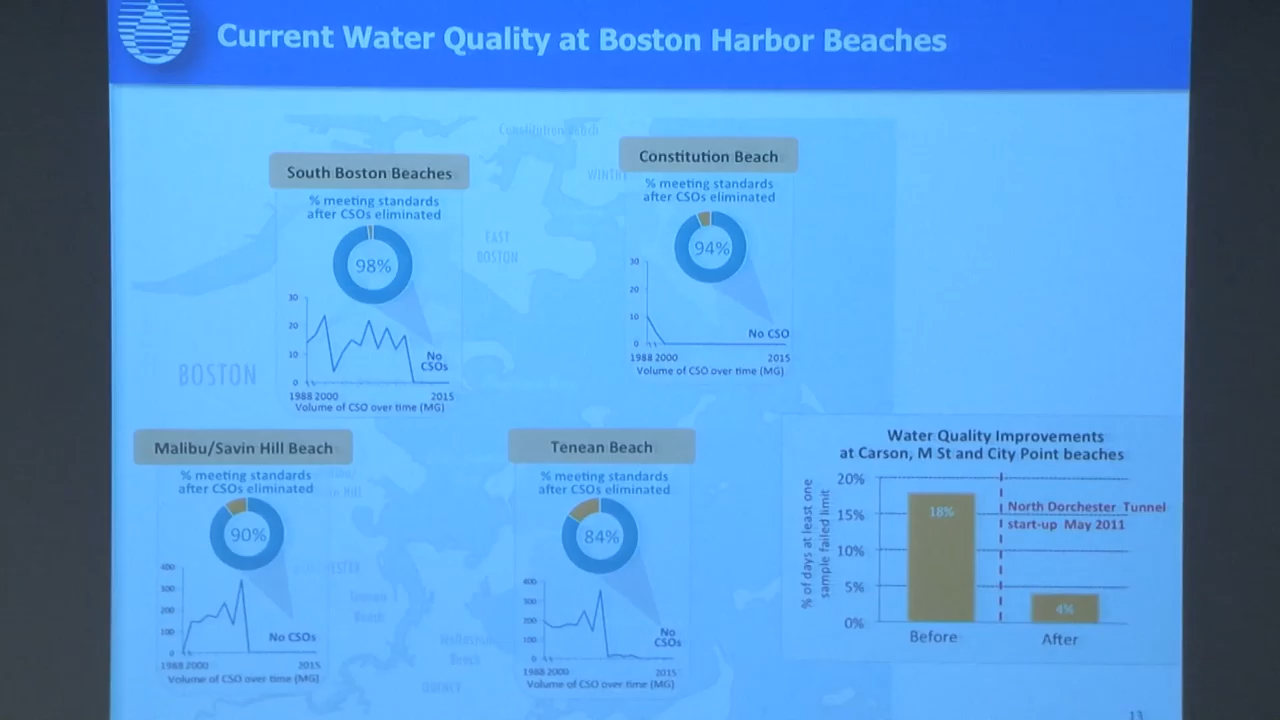 Current Water Quality at Boston Harbor Beaches
Constitution Beach
WINTH
EAST
BOSTON
BOSTON
QUINCY
South Boston Beaches
% meeting standards
after CSOs eliminated
98%
30
20
10
0
No
CSOs
1988 2000 2015
Volume of CSO over time (MG)
Constitution Beach
% meeting standards
after CSOs eliminated
94%
30
20
10
0
No CSO
1988 2000 2015
Volume of CSO over time (MG)
Malibu/Savin Hill Beach
% meeting standards
after CSOs eliminated
90%
400
300
200
100
0
No CSOs
1988 2000 2015
Volume of CSO over time (MG)
Tenean Beach
% meeting standards
after CSOs eliminated
84%
400
300
200
100
0
No
CSOs
1988 2000 2015
Volume of CSO over time (MG)
Water Quality Improvements
at Carson, M St and City Point beaches
% of days at least one
sample failed limit
20%
15%
10%
5%
0%
18%
North Dorchester Tunnel
start-up May 2011
4%
Before After
13